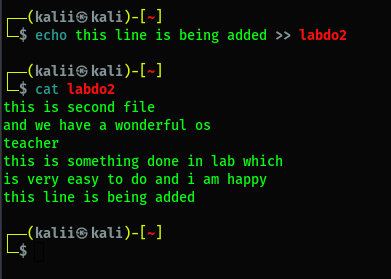 ┌──(kalii㉿kali)-[~]
└─$ echo this line is being added >> labdo2
┌──(kalii㉿kali)-[~]
└─$ cat labdo2
this is second file
and we have a wonderful os
teacher
this is something done in lab which
is very easy to do and i am happy
this line is being added
┌──(kalii㉿kali)-[~]
└─$